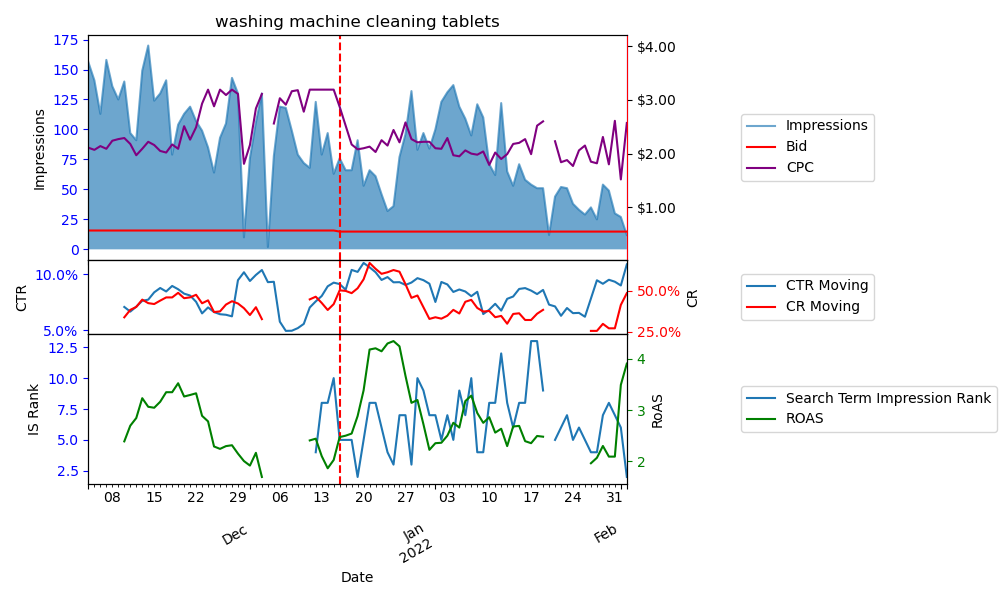 washing machine cleaning tablets
175
150
125
100
75
50
25
0
Impressions
$4.00
$3.00
$2.00
$1.00
Impressions
Bid
CPC
10.0%
5.0%
CTR
50.0%
25.0%
CR
CTR Moving
CR Moving
12.5
10.0
7.5
5.0
2.5
IS Rank
4
3
2
RoAS
Search Term Impression Rank
ROAS
08 15 22 29 06 13 20 27 03 10 17 24 31
Dec Jan Feb
2022
Date